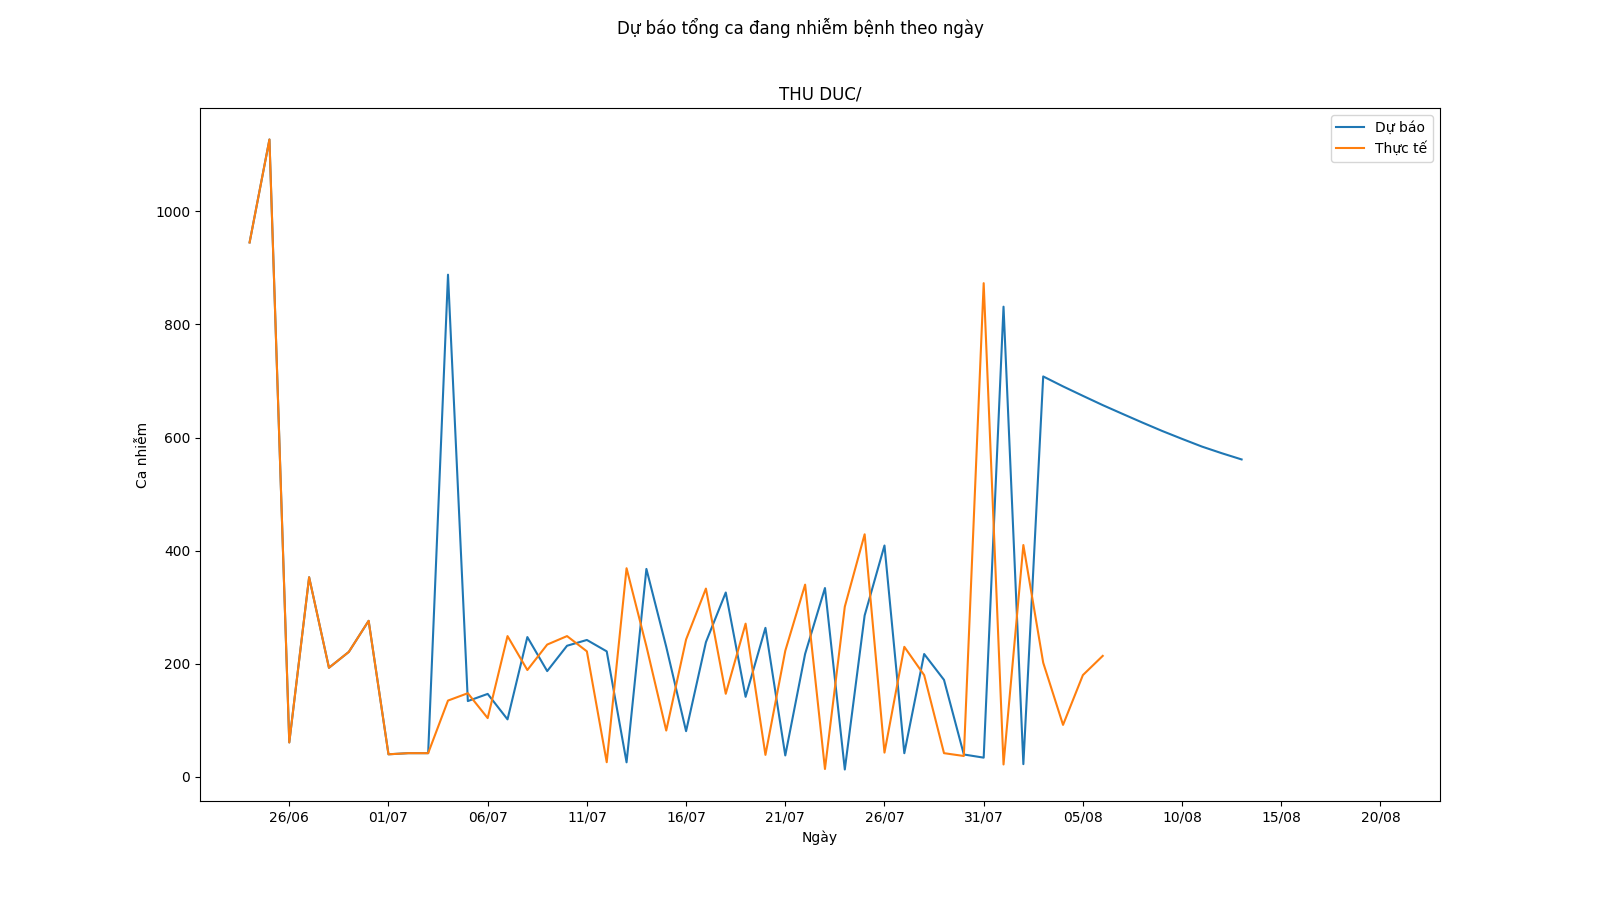 Dự báo tổng ca đang nhiễm bệnh theo ngày
THU DUC/
Dự báo
Thực tế
1000
800
600
400
200
0
Ca nhiễm
26/06 01/07 06/07 11/07 16/07 21/07 26/07 31/07 05/08 10/08 15/08 20/08
Ngày